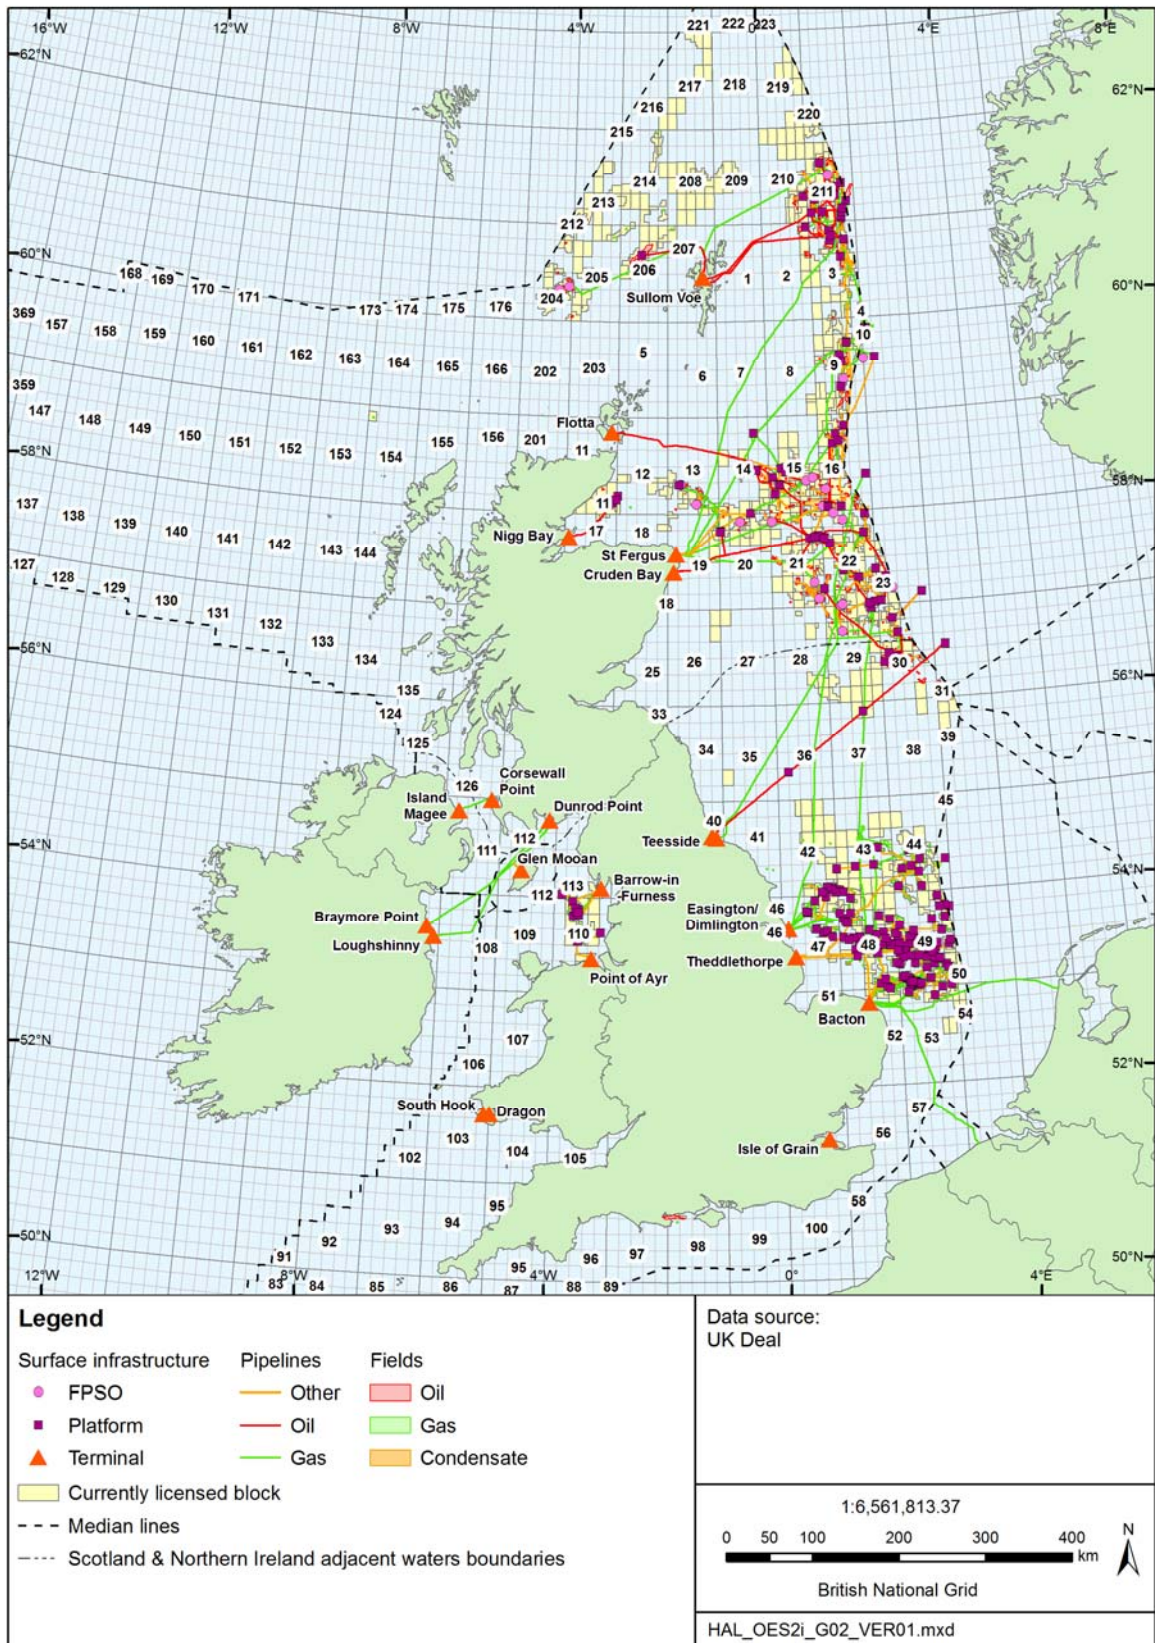 16°W 12°W 8°W 4°W 0° 4°E 8°E
221 222 223
62°N 62°N
217 218 219
216 220
215
214 208 209 210
213 211
212
207
60°N 60°N
168 169 170 171
205 206
204
Sullom Voe
1 2 3
173 174 175 176
4
369 157 158 159 160 161 162 163 164 165 166 202 203
5
10
6 7 8 9
359
147 148 149 150 151 152 153 154 155 156 201
Flotta
11
58°N 58°N
12 13 14 15 16
137 138 139 140 141 142 143 144
11
17 18
Nigg Bay
St Fergus
19 20 21 22
Cruden Bay
23
127 128 129 130 131 132 133 134
18
56°N 56°N
25 26 27 28 29 30
31
135
124
33
125
34 35 36 37 38 39
126
Corsewall
Point
Island
Magee
Dunrod Point
45
40
41
Teesside
54°N 54°N
112
111
Glen Mooan
42 43 44
113
112
Barrow-in
-Furness
46
Easington/
Dimlington
46
Braymore Point
Loughshinny
108 109 110
47 48 49
Theddlethorpe
Point of Ayr
50
51
54
Bacton
52 53
52°N 52°N
107
106
South Hook
Dragon
57
56
103
Isle of Grain
102
104
105
58
95
94
93
92
91
100
99
98
97
96
95
50°N 50°N
83 84 85 86 87 88 89
12°W 8°W 4°W 0° 4°E
Legend
Surface infrastructure
FPSO
Platform
Terminal
Pipelines
Other
Oil
Gas
Fields
Oil
Gas
Condensate
Currently licensed block
Median lines
Scotland & Northern Ireland adjacent waters boundaries
Data source:
UK Deal
1:6,561,813.37
0 50 100 200 300 400
km
N
British National Grid
HAL_OES2i_G02_VER01.mxd